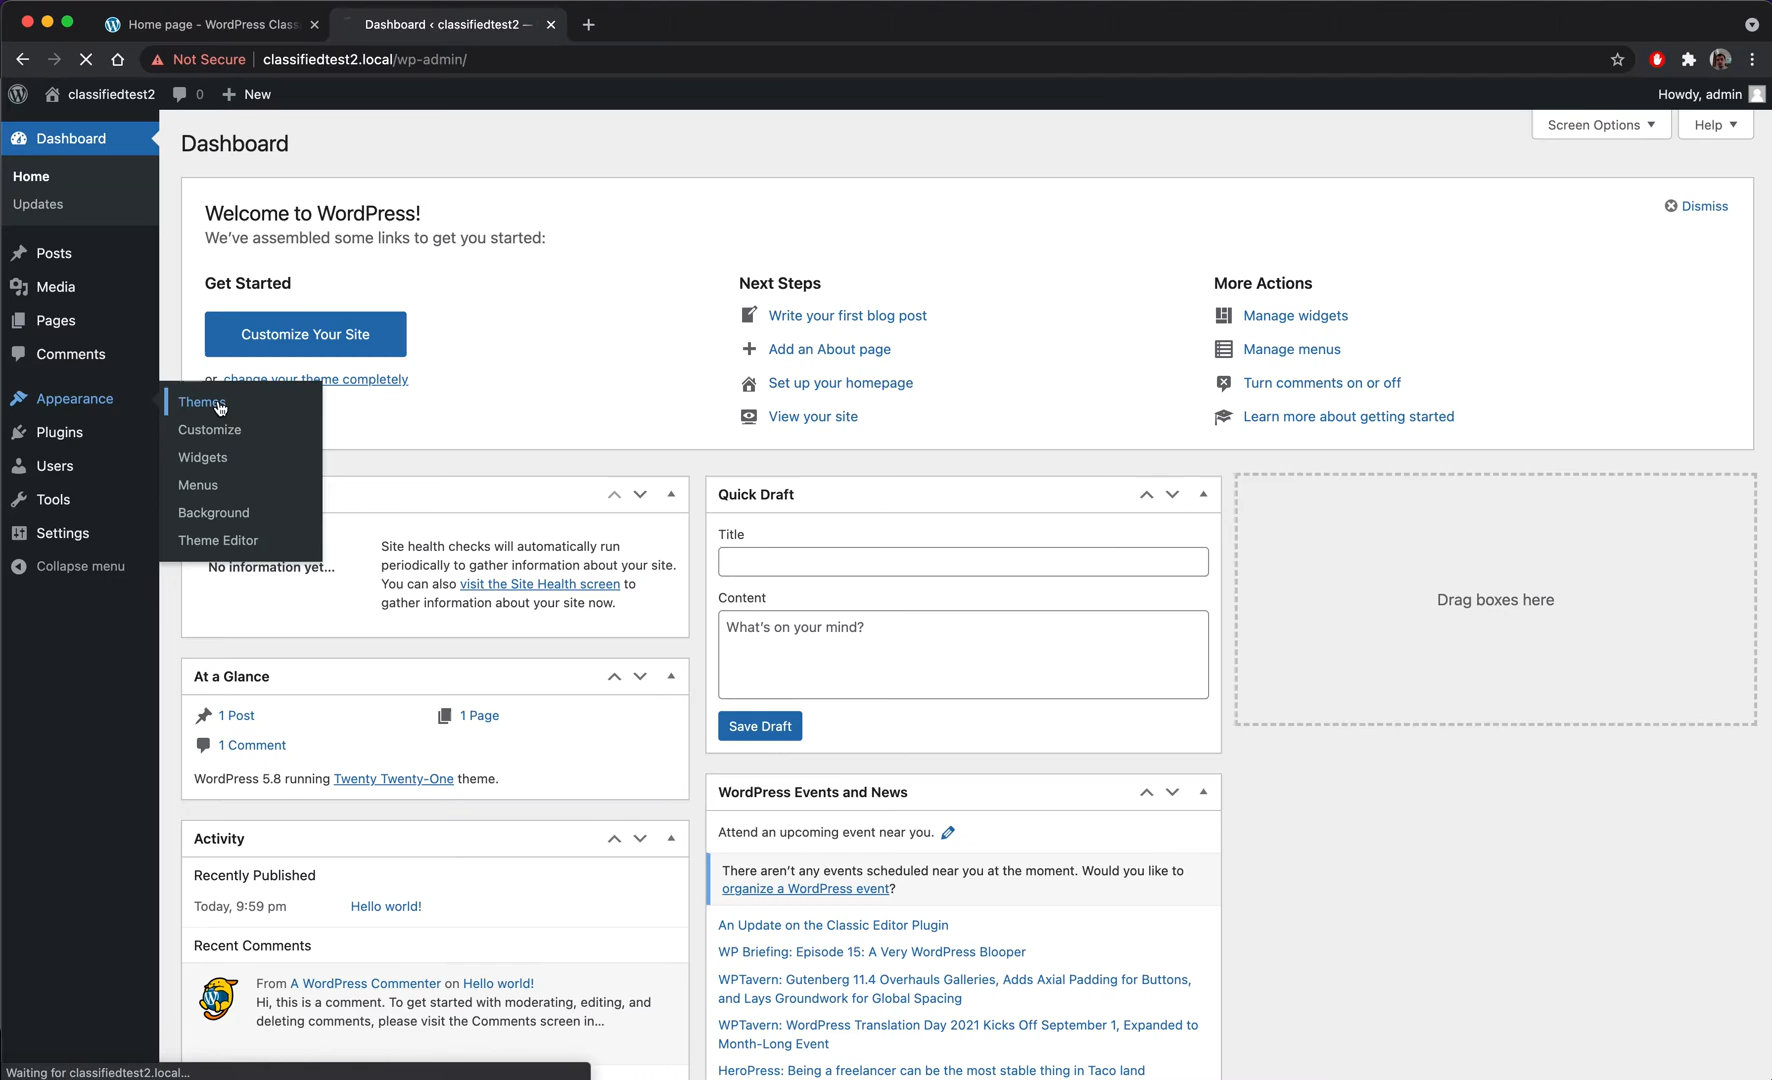 Home page - WordPress Class
Dashboard ‹ classifiedtest2 —
Not Secure
classifiedtest2.local/wp-admin/
classifiedtest2
0
New
Howdy, admin
Dashboard
Home
Updates
Posts
Media
Pages
Comments
Appearance
Plugins
Users
Tools
Settings
Collapse menu
Themes
Customize
Widgets
Menus
Background
Theme Editor
Dashboard
Screen Options
Help
Welcome to WordPress!
We've assembled some links to get you started:
Dismiss
Get Started
Customize Your Site
or change your theme completely
Next Steps
Write your first blog post
Add an About page
Set up your homepage
View your site
More Actions
Manage widgets
Manage menus
Turn comments on or off
Learn more about getting started
No information yet...
Site health checks will automatically run
periodically to gather information about your site.
You can also visit the Site Health screen to
gather information about your site now.
At a Glance
1 Post
1 Page
1 Comment
WordPress 5.8 running Twenty Twenty-One theme.
Activity
Recently Published
Today, 9:59 pm
Hello world!
Recent Comments
From A WordPress Commenter on Hello world!
Hi, this is a comment. To get started with moderating, editing, and
deleting comments, please visit the Comments screen in...
Quick Draft
Title
Content
What's on your mind?
Save Draft
WordPress Events and News
Attend an upcoming event near you.
There aren't any events scheduled near you at the moment. Would you like to
organize a WordPress event?
An Update on the Classic Editor Plugin
WP Briefing: Episode 15: A Very WordPress Blooper
WPTavern: Gutenberg 11.4 Overhauls Galleries, Adds Axial Padding for Buttons,
and Lays Groundwork for Global Spacing
WPTavern: WordPress Translation Day 2021 Kicks Off September 1, Expanded to
Month-Long Event
HeroPress: Being a freelancer can be the most stable thing in Taco land
Drag boxes here
Waiting for classifiedtest2.local...